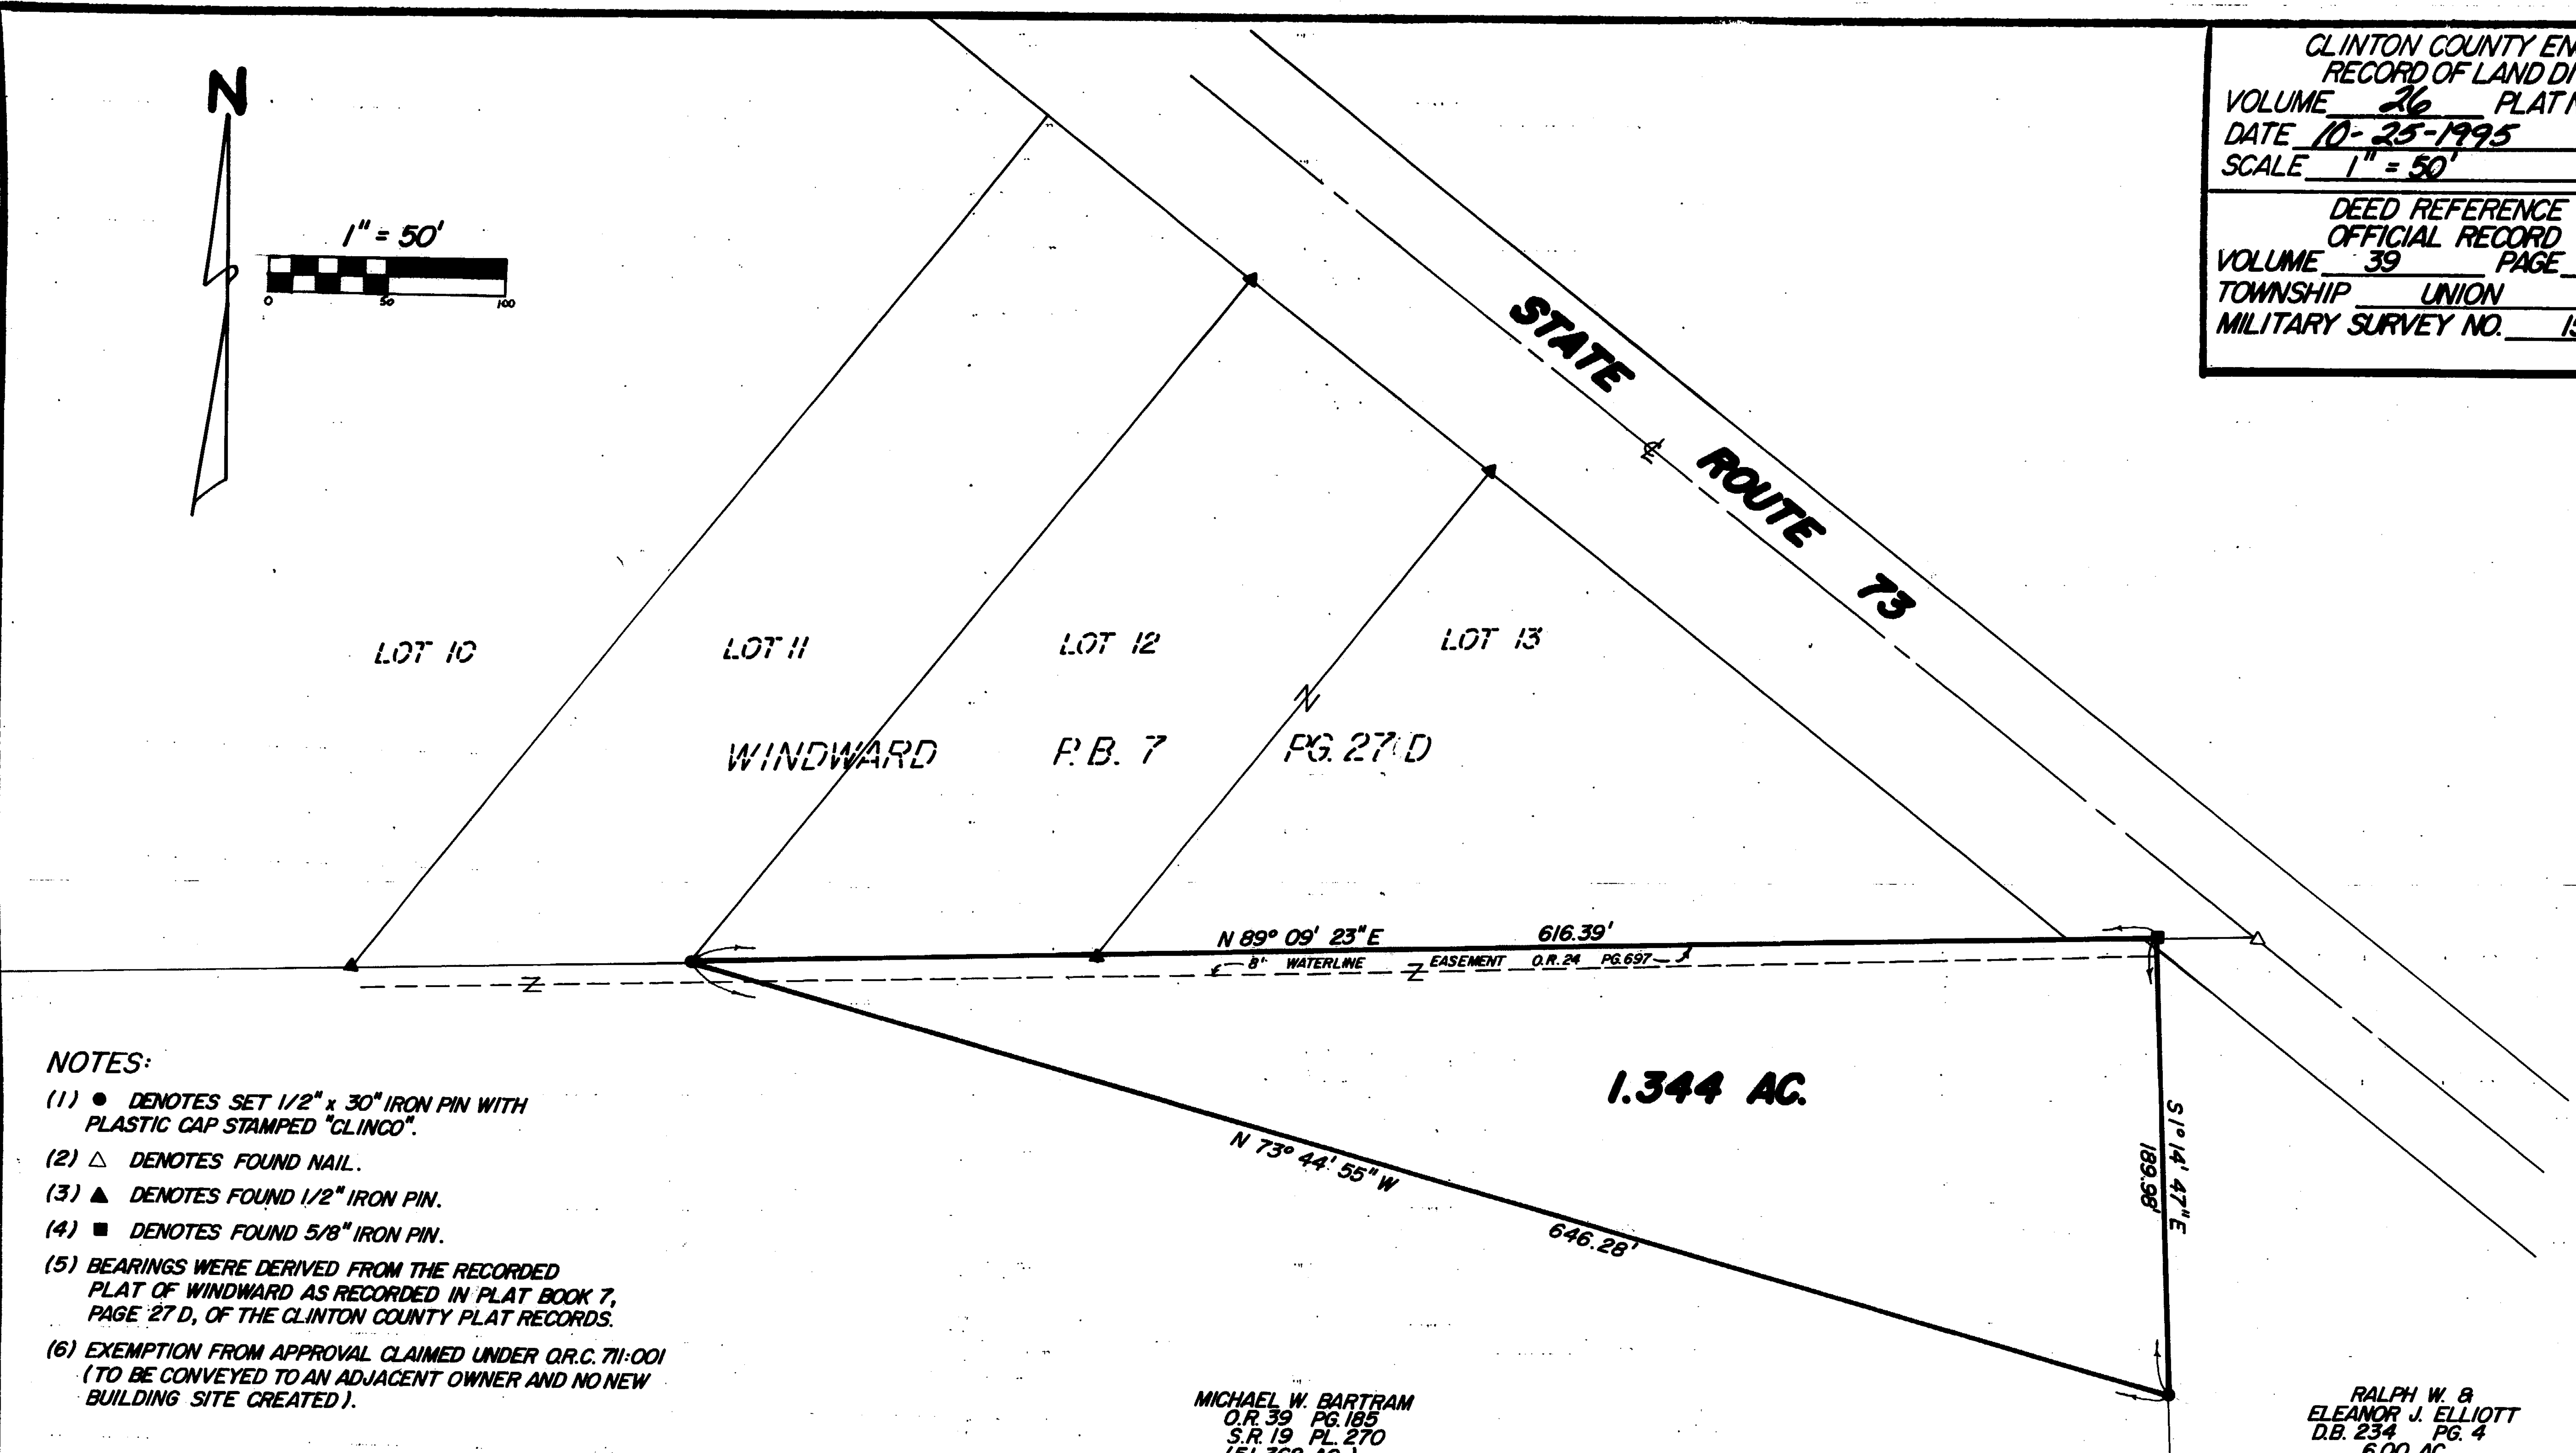 N
1" = 50'
0 50 100
CLINTON COUNTY
RECORD OF LAND
VOLUME 26 PLAT
DATE 10-25-1995
SCALE 1" = 50'
DEED REFERENCE
OFFICIAL RECORD
VOLUME 39 PAGE
TOWNSHIP UNION
MILITARY SURVEY NO.
STATE ROUTE 73
LOT 10
LOT 11
LOT 12
LOT 13
WINDWARD P.B. 7 PG. 27 D
N 89° 09' 23" E 616.39'
8' WATERLINE EASEMENT O.R. 24 PG. 697
1.344 AC.
S 1° 14' 47" E
189.98'
N 73° 44' 55" W
646.28'
NOTES:
(1) ● DENOTES SET 1/2" x 30" IRON PIN WITH
PLASTIC CAP STAMPED "CLINCO".
(2) △ DENOTES FOUND NAIL.
(3) ▲ DENOTES FOUND 1/2" IRON PIN.
(4) ■ DENOTES FOUND 5/8" IRON PIN.
(5) BEARINGS WERE DERIVED FROM THE RECORDED
PLAT OF WINDWARD AS RECORDED IN PLAT BOOK 7,
PAGE 27 D, OF THE CLINTON COUNTY PLAT RECORDS.
(6) EXEMPTION FROM APPROVAL CLAIMED UNDER O.R.C. 711:001
(TO BE CONVEYED TO AN ADJACENT OWNER AND NO NEW
BUILDING SITE CREATED).
MICHAEL W. BARTRAM
O.R. 39 PG. 185
S.R. 19 PL. 270
RALPH W. &
ELEANOR J. ELLIOTT
D.B. 234 PG. 4
6.00 AC.